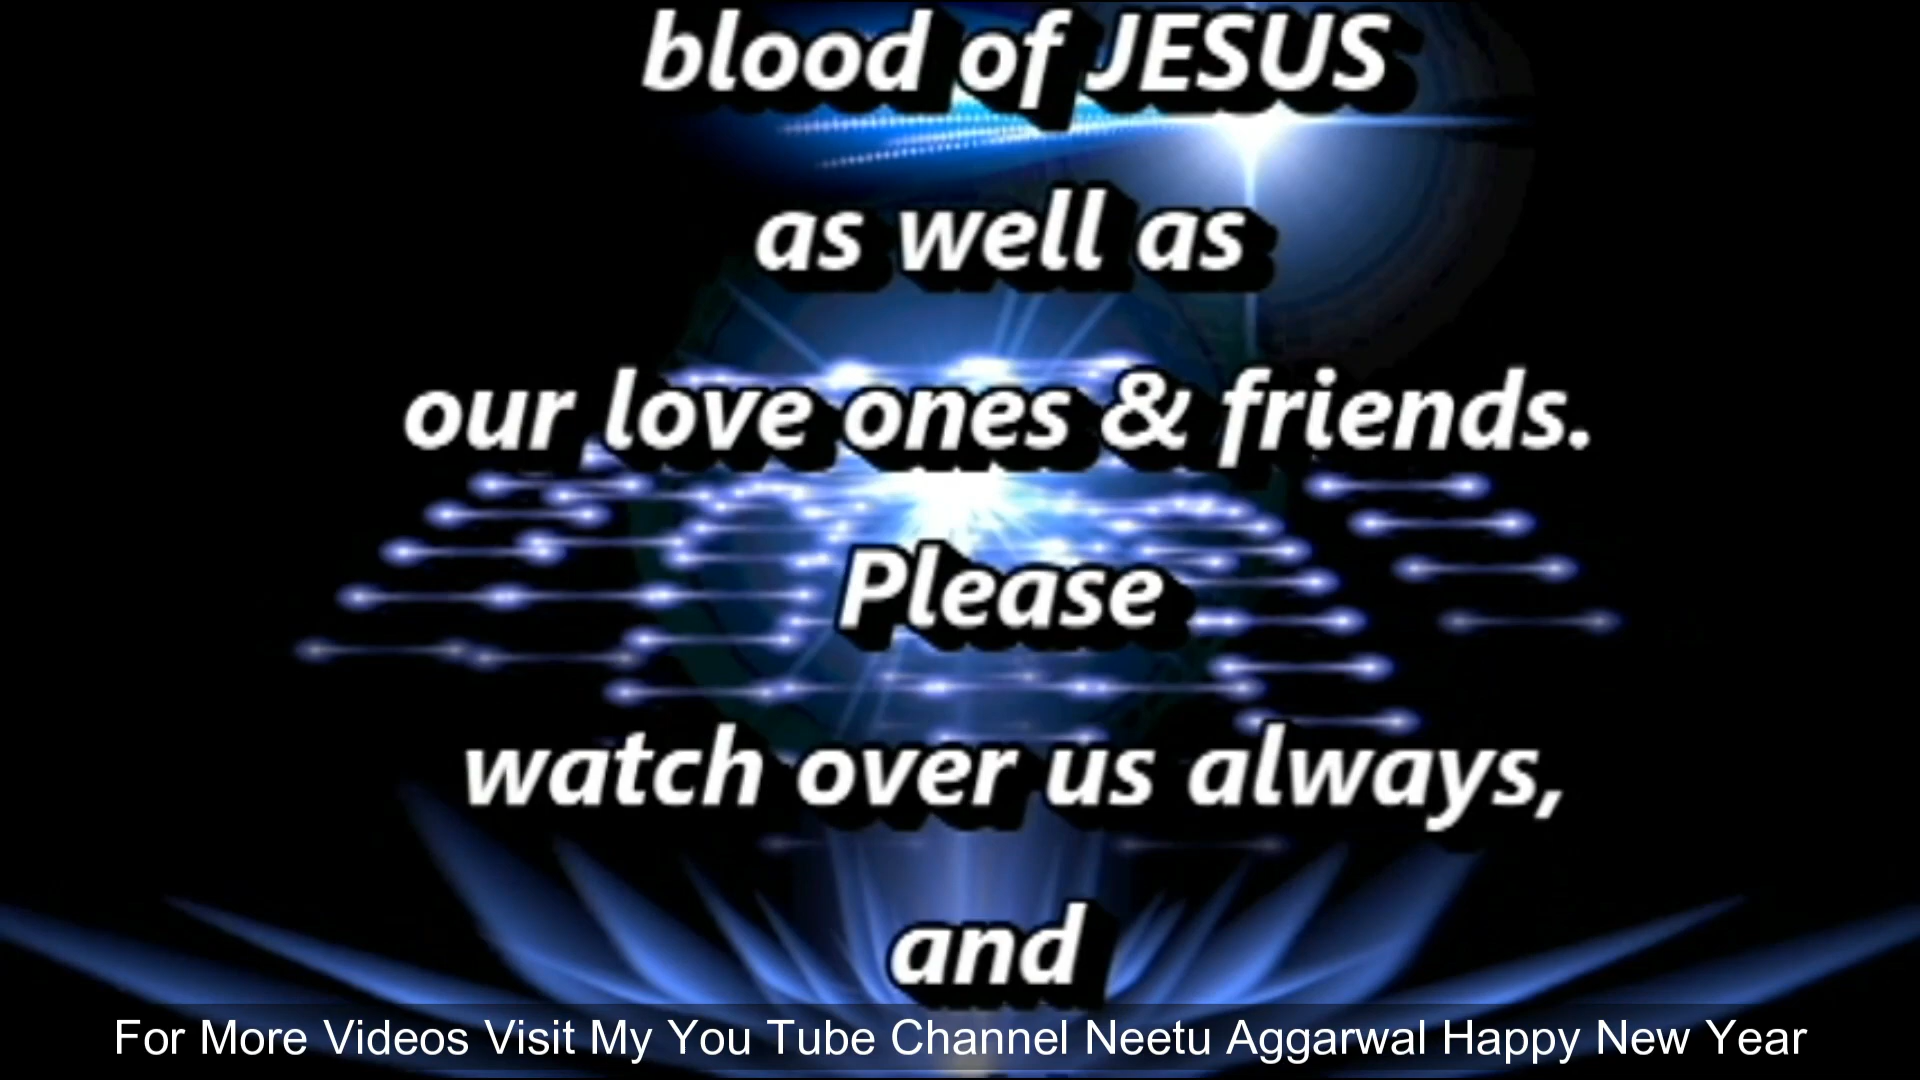 blood of JESUS
as well as
our love ones & friends.
Please
watch over us always,
and
For More Videos Visit My You Tube Channel Neetu Aggarwal Happy New Year